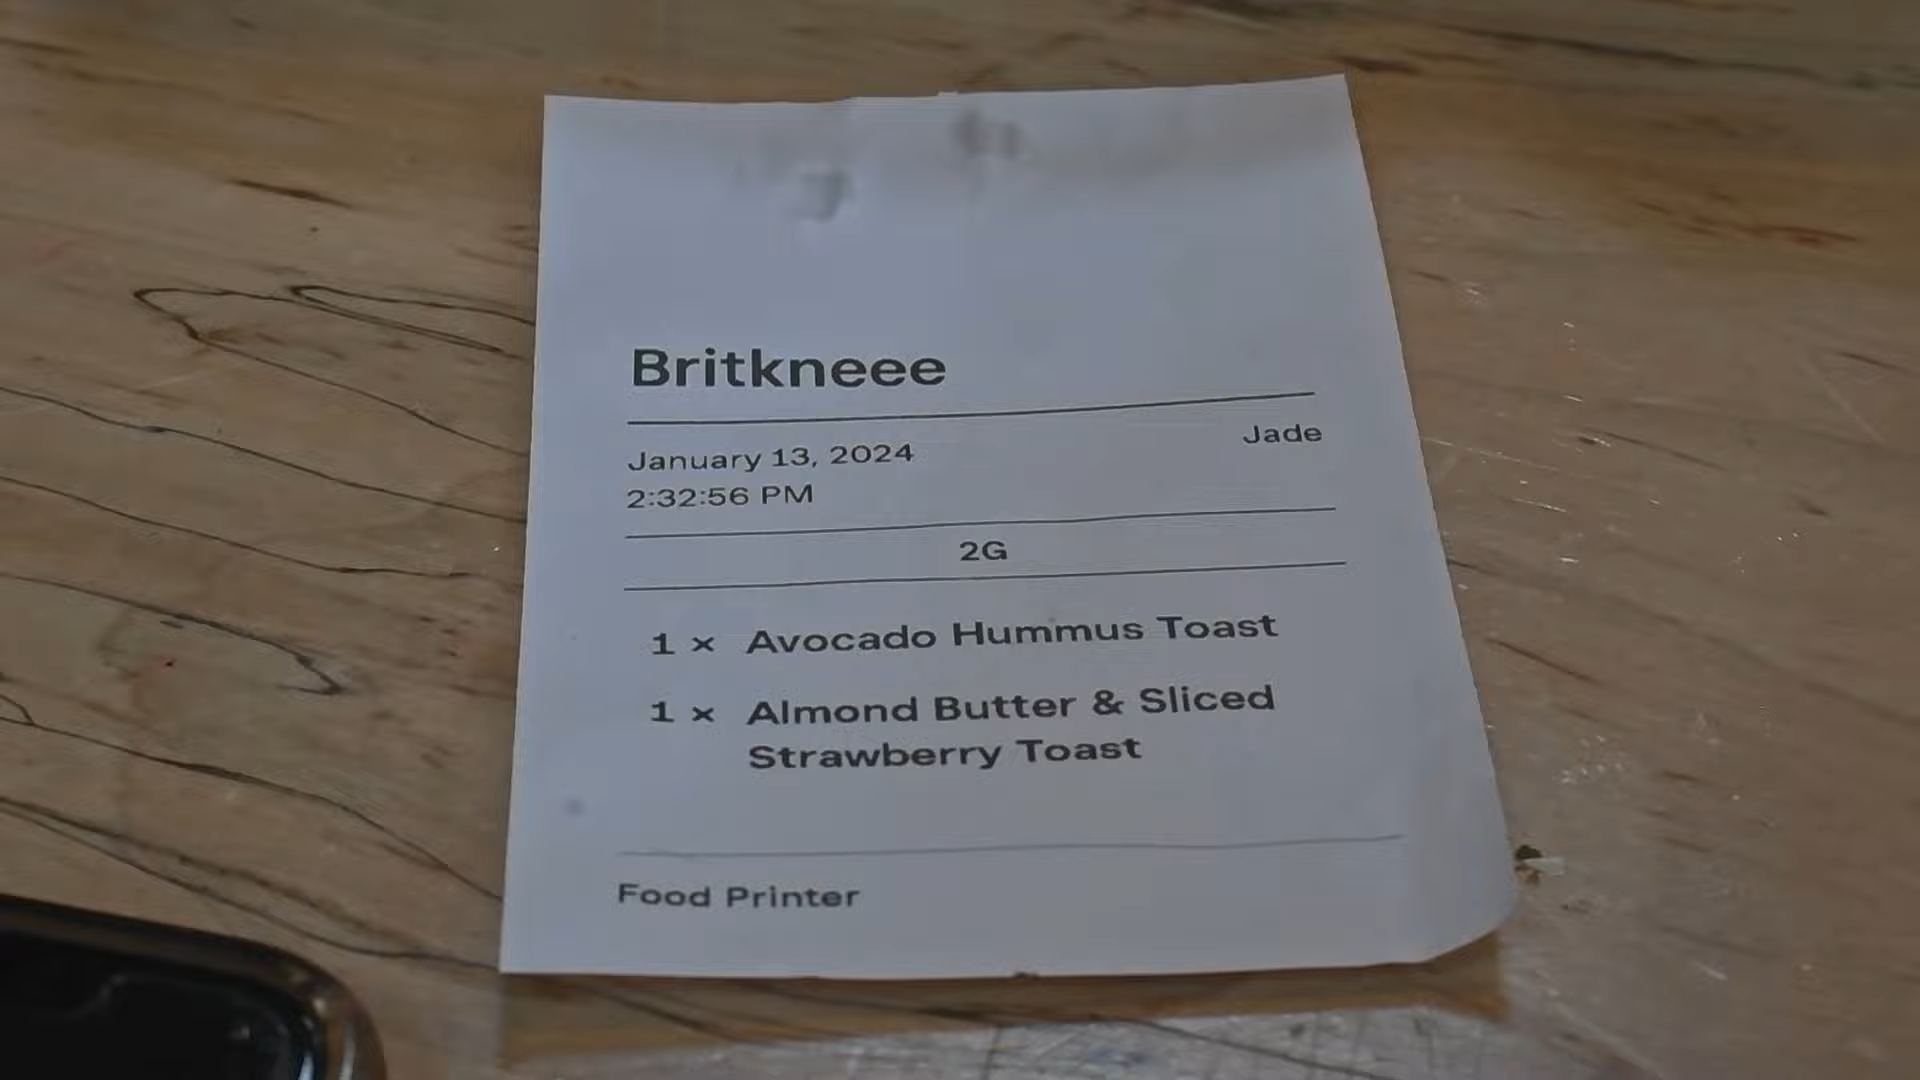 Britkneee
January 13, 2024
Jade
2:32:56 PM
2G
1 × Avocado Hummus Toast
1 × Almond Butter & Sliced
Strawberry Toast
Food Printer